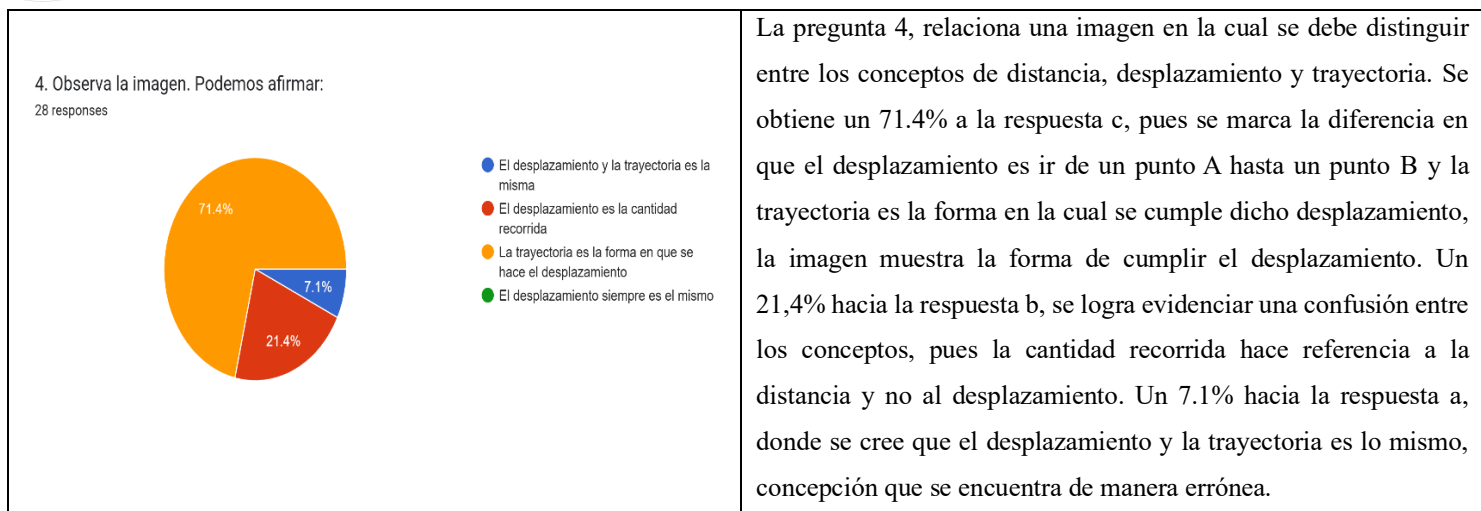 4. Observa la imagen. Podemos afirmar:
28 responses
71.4%
7.1%
21.4%
El desplazamiento y la trayectoria es la
misma
El desplazamiento es la cantidad
recorrida
La trayectoria es la forma en que se
hace el desplazamiento
El desplazamiento siempre es el mismo
La pregunta 4, relaciona una imagen en la cual se debe distinguir
entre los conceptos de distancia, desplazamiento y trayectoria. Se
obtiene un 71.4% a la respuesta c, pues se marca la diferencia en
que el desplazamiento es ir de un punto A hasta un punto B y la
trayectoria es la forma en la cual se cumple dicho desplazamiento,
la imagen muestra la forma de cumplir el desplazamiento. Un
21,4% hacia la respuesta b, se logra evidenciar una confusión entre
los conceptos, pues la cantidad recorrida hace referencia a la
distancia y no al desplazamiento. Un 7.1% hacia la respuesta a,
donde se cree que el desplazamiento y la trayectoria es lo mismo,
concepción que se encuentra de manera errónea.